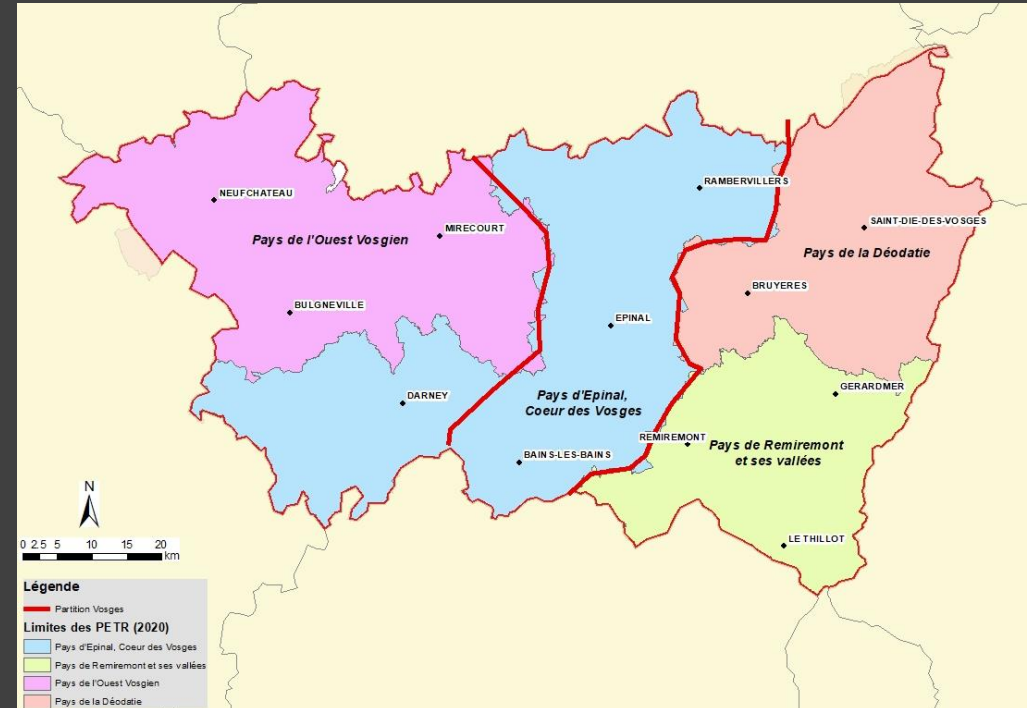 RAMBERVILLERS
NEUFCHATEAU
SAINT-DIE-DES-VOSGES
MIRECOURT
Pays de l'Ouest Vosgien
Pays de la Déodatie
BRUYERES
BULGNEVILLE
EPINAL
GERARDMER
DARNEY
Pays d'Epinal,
Coeur des Vosges
REMIREMONT
Pays de Remiremont
et ses vallées
BAINS-LES-BAINS
N
LE THILLOT
0 2.5 5 10 15 20
km
Légende
Partition Vosges
Limites des PETR (2020)
Pays d'Epinal, Coeur des Vosges
Pays de Remiremont et ses vallées
Pays de l'Ouest Vosgien
Pays de la Déodatie